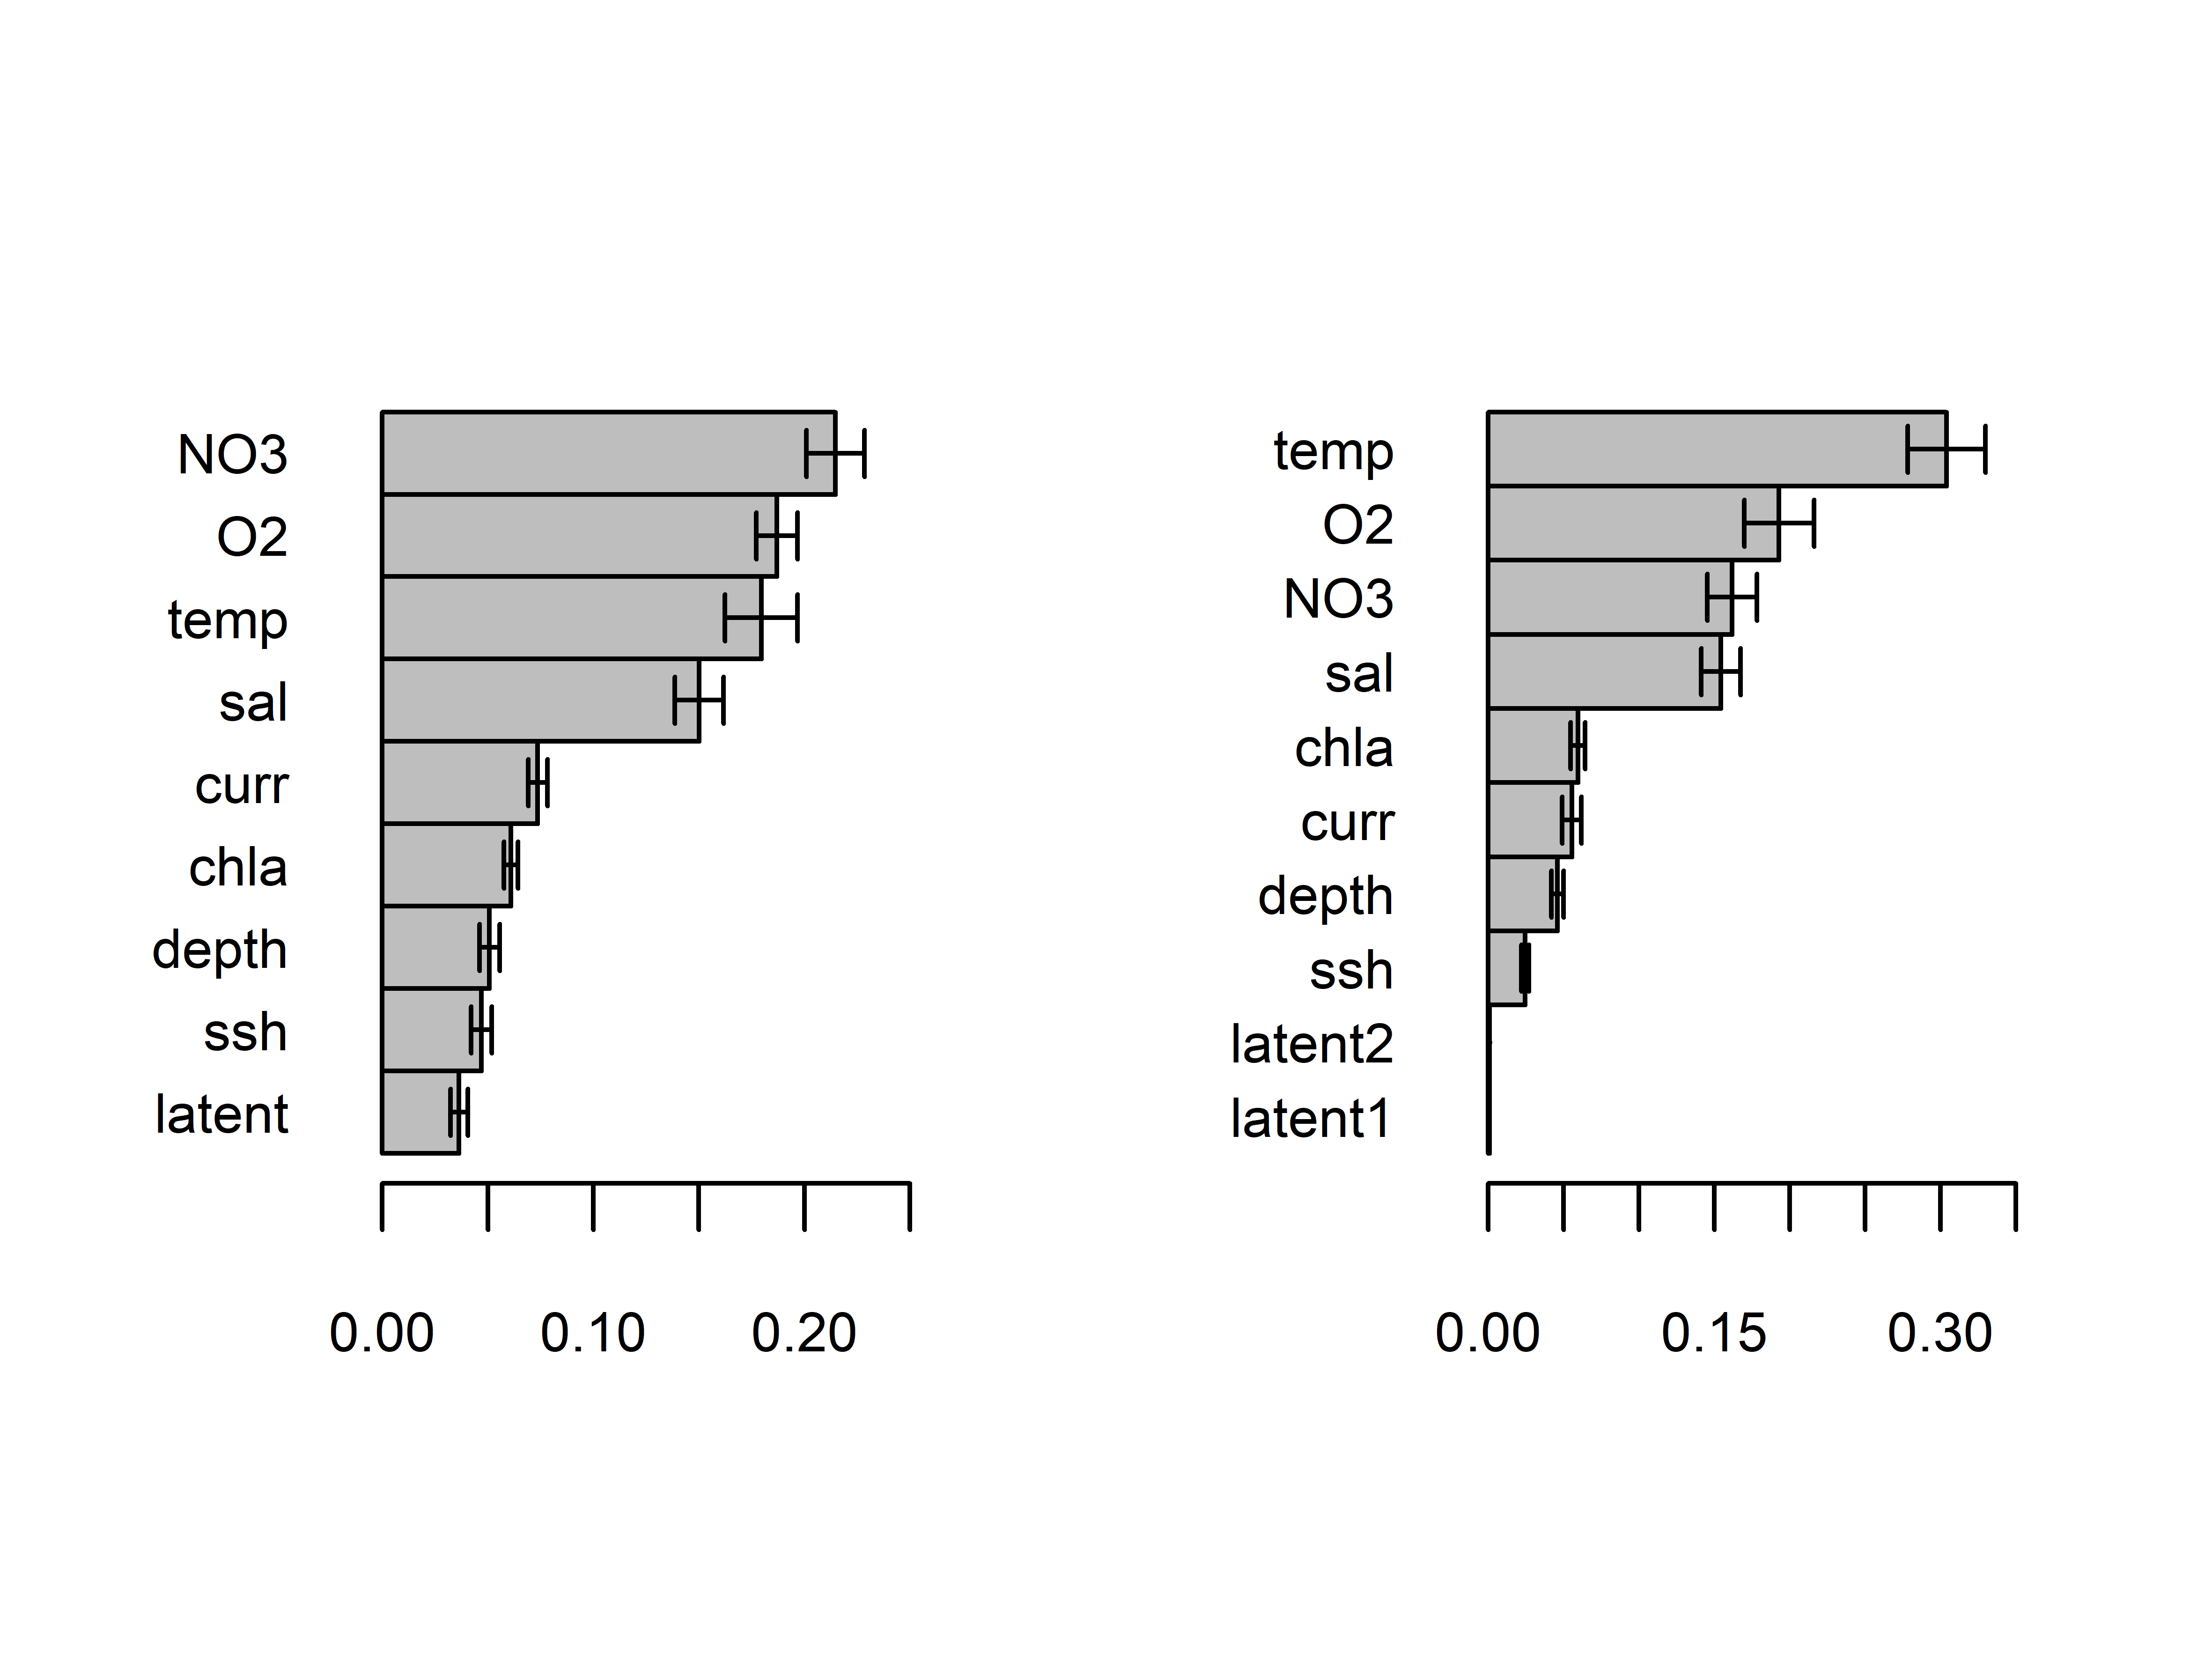 NO3
O2
temp
sal
curr
chla
depth
ssh
latent
0.00 0.10 0.20
temp
O2
NO3
sal
chla
curr
depth
ssh
latent2
latent1
0.00 0.15 0.30